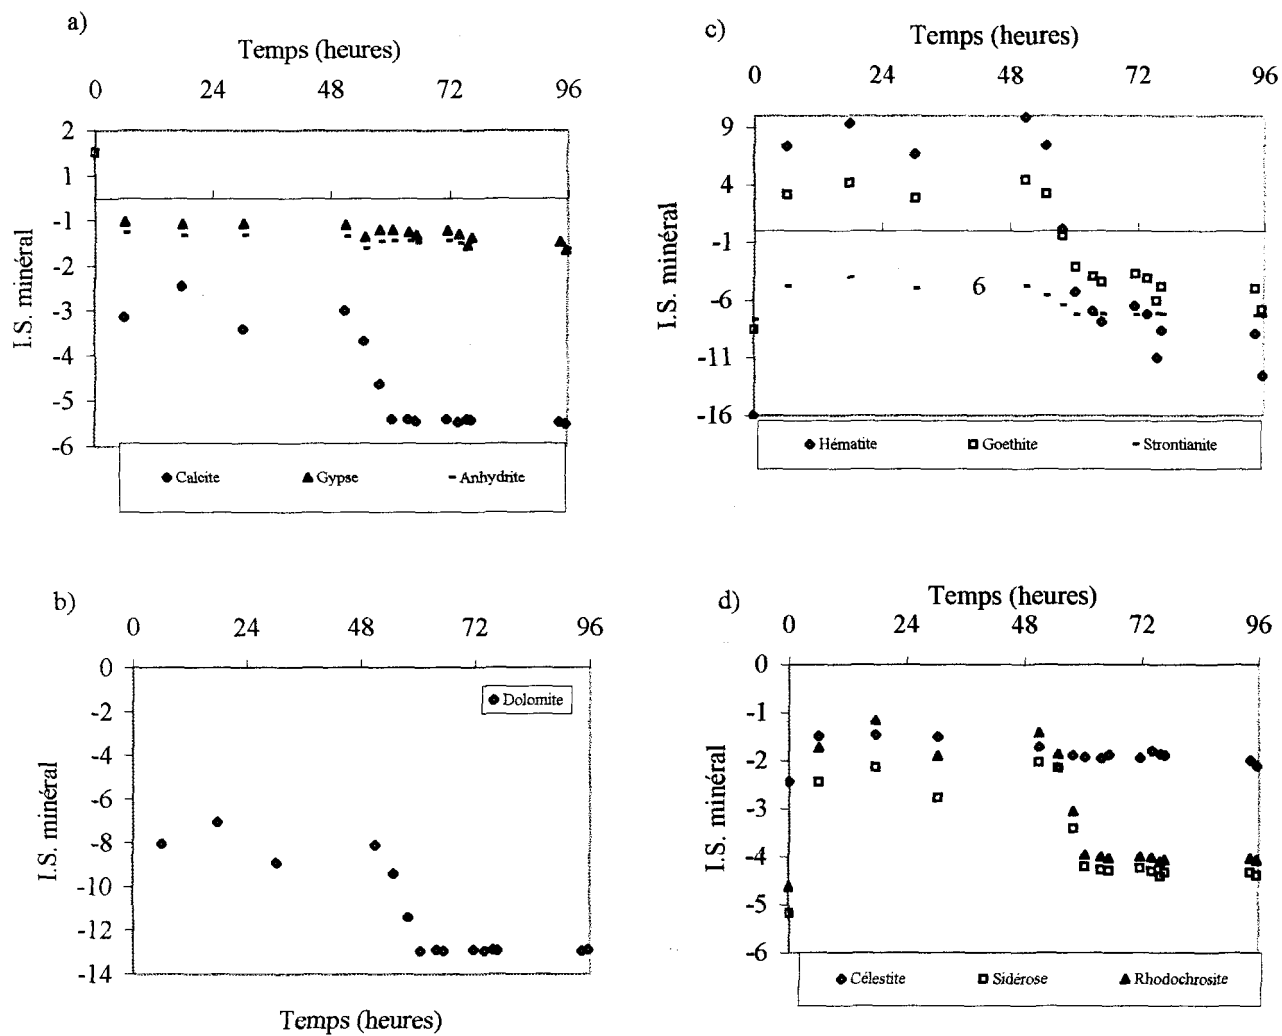 a)
Temps (heures)
0 24 48 72 96
2
1
-1
-2
-3
-5
-6
I.S. minéral
Calcite Gypse Anhydrite
c)
Temps (heures)
0 24 48 72 96
9
4
-1
-6
-11
-16
6
I.S. minéral
Hématite Goethite Strontianite
b)
0 24 48 72 96
0
-2
-4
-6
-8
-10
-12
-14
I.S. minéral
Dolomite
Temps (heures)
d)
Temps (heures)
0 24 48 72 96
0
-1
-2
-3
-4
-5
-6
I.S. minéral
Célestite Sidérose Rhodochrosite